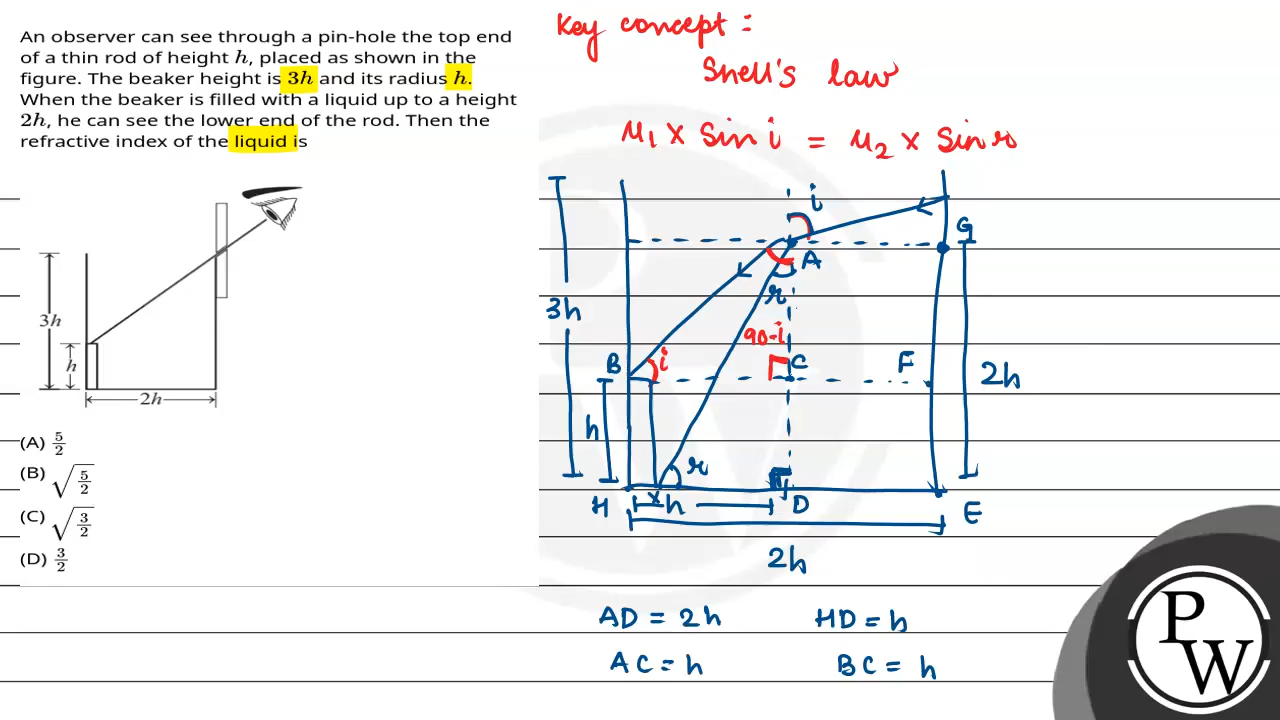 An observer can see through a pin-hole the top end
of a thin rod of height h, placed as shown in the
figure. The beaker height is 3h and its radius h.
When the beaker is filled with a liquid up to a height
2h, he can see the lower end of the rod. Then the
refractive index of the liquid is
3h
h
2h
(A) 5/2
(B) √(5/2)
(C) √(3/2)
(D) 3/2
Key concept :
Snell's law
μ₁ × sin i = μ₂ × sin r
i
G
A
r
3h
90-i
B
i
C
F
2h
h
r
H
h
D
E
2h
AD = 2h
HD = h
AC = h
BC = h
P
W